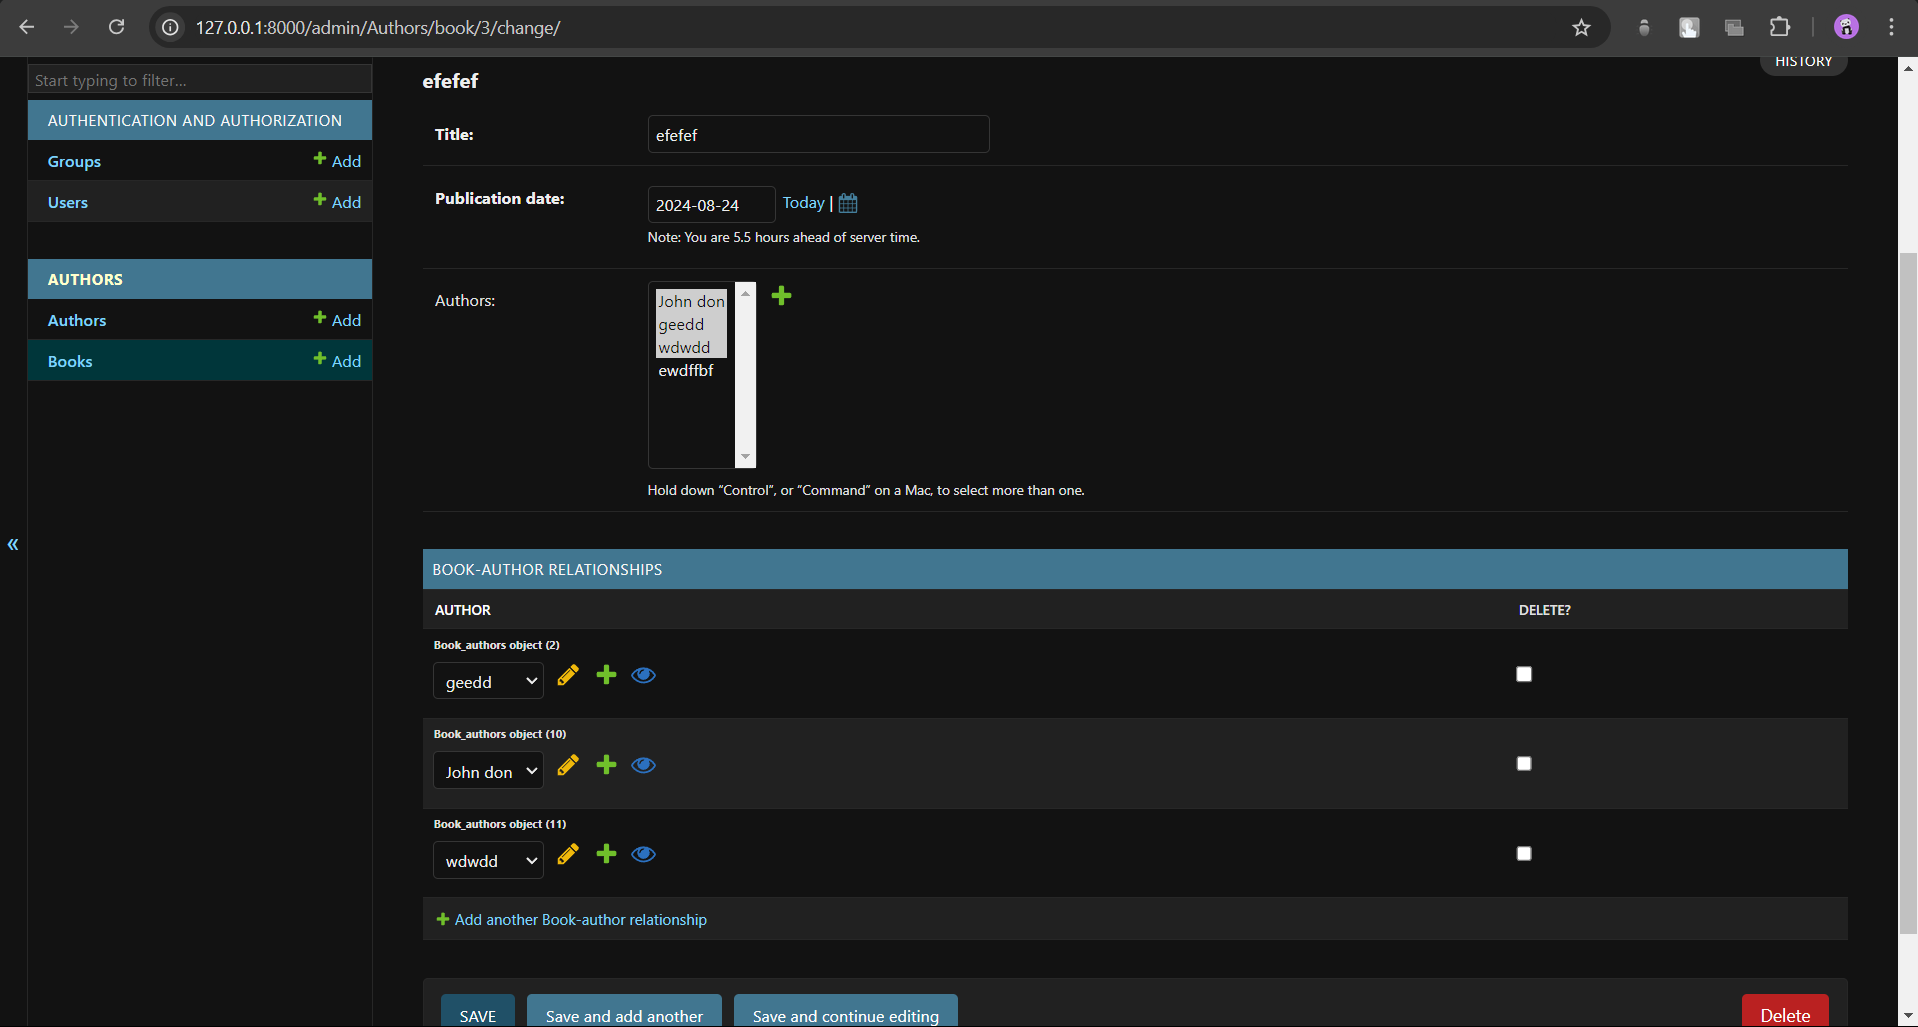 127.0.0.1:8000/admin/Authors/book/3/change/
Start typing to filter...
AUTHENTICATION AND AUTHORIZATION
Groups Add
Users Add
AUTHORS
Authors Add
Books Add
«
HISTORY
efefef
Title: efefef
Publication date: 2024-08-24 Today |
Note: You are 5.5 hours ahead of server time.
Authors:
John don
geedd
wdwdd
ewdffbf
Hold down “Control”, or “Command” on a Mac, to select more than one.
BOOK-AUTHOR RELATIONSHIPS
AUTHOR DELETE?
Book_authors object (2)
geedd
Book_authors object (10)
John don
Book_authors object (11)
wdwdd
Add another Book-author relationship
SAVE Save and add another Save and continue editing Delete